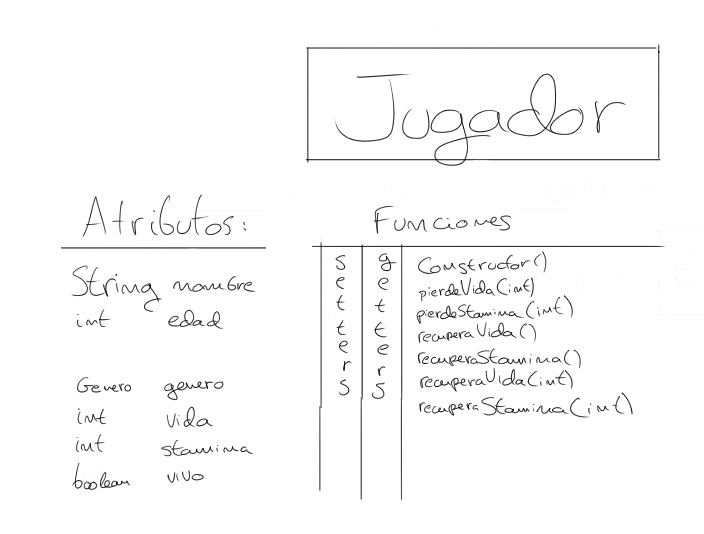 Jugador
Atributos:
String nombre
int edad
Genero genero
int vida
int stamina
boolean vivo
Funciones
setters
getters
Constructor()
pierdeVida(int)
pierdeStamina(int)
recuperaVida()
recuperaStamina()
recuperaVida(int)
recuperaStamina(int)